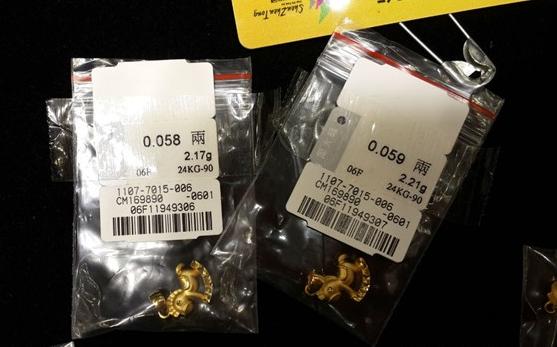 ShenZhenTong
0.058 兩
2.17g
06F 24KG-90
1107-7015-006
CM169890 -0601
06F11949306
0.059 兩
2.21g
06F 24KG-90
1107-7015-006
CM169890 -0601
06F11949307